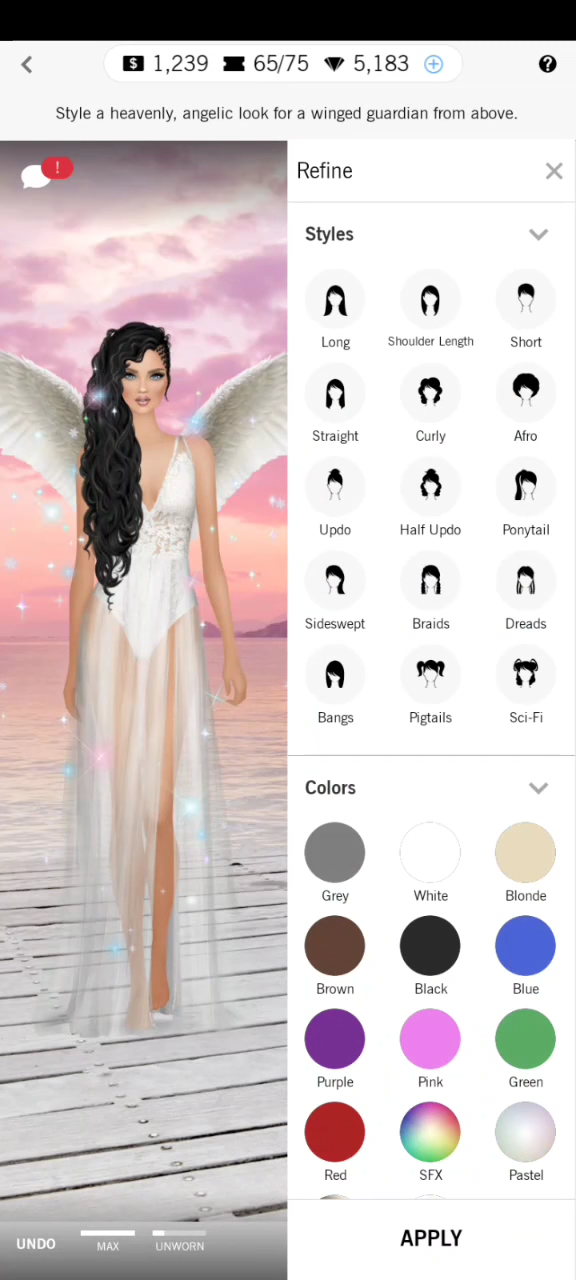 1,239 65/75 5,183
Style a heavenly, angelic look for a winged guardian from above.
!
Refine
Styles
Long Shoulder Length Short
Straight Curly Afro
Updo Half Updo Ponytail
Sideswept Braids Dreads
Bangs Pigtails Sci-Fi
Colors
Grey White Blonde
Brown Black Blue
Purple Pink Green
Red SFX Pastel
UNDO MAX UNWORN
APPLY